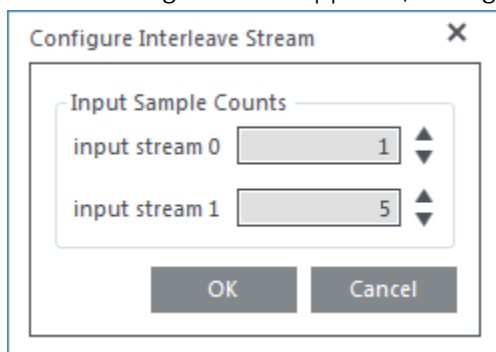 Configure Interleave Stream
Input Sample Counts
input stream 0 1
input stream 1 5
OK Cancel